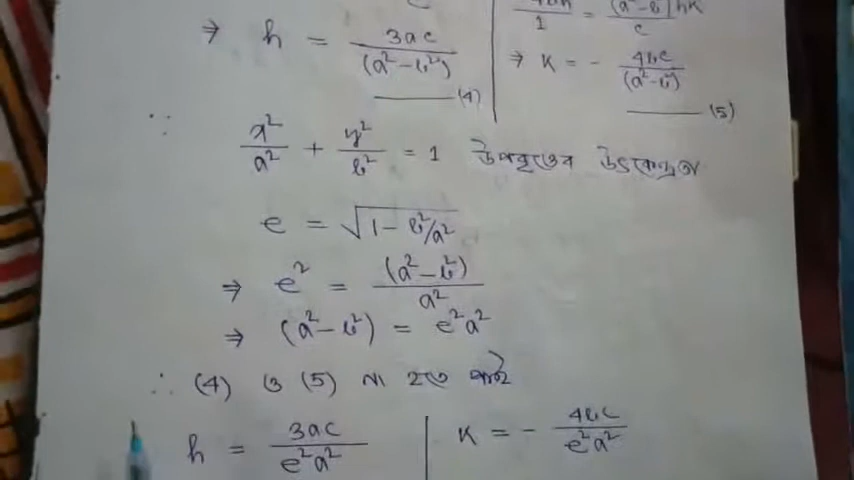 ⇒ h = 3ac/(a² - b²) —— (4)
1 = c
⇒ K = - 4bc/(a² - b²) —— (5)
∴ x²/a² + y²/b² = 1 উপবৃত্তের উৎকেন্দ্রতা
e = √(1 - b²/a²)
⇒ e² = (a² - b²)/a²
⇒ (a² - b²) = e²a²
∴ (4) ও (5) নং হতে পাই
h = 3ac/e²a² | K = - 4bc/e²a²